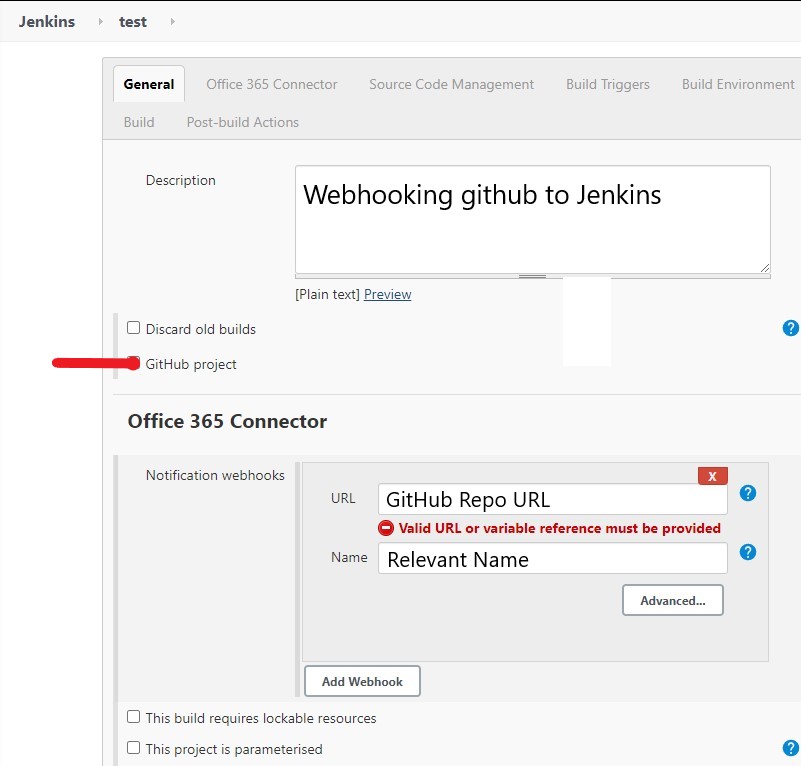 Jenkins test
General Office 365 Connector Source Code Management Build Triggers Build Environment
Build Post-build Actions
Description
Webhooking github to Jenkins
[Plain text] Preview
Discard old builds
?
GitHub project
Office 365 Connector
Notification webhooks
X
URL
GitHub Repo URL
?
Valid URL or variable reference must be provided
Name
Relevant Name
?
Advanced...
Add Webhook
This build requires lockable resources
This project is parameterised
?